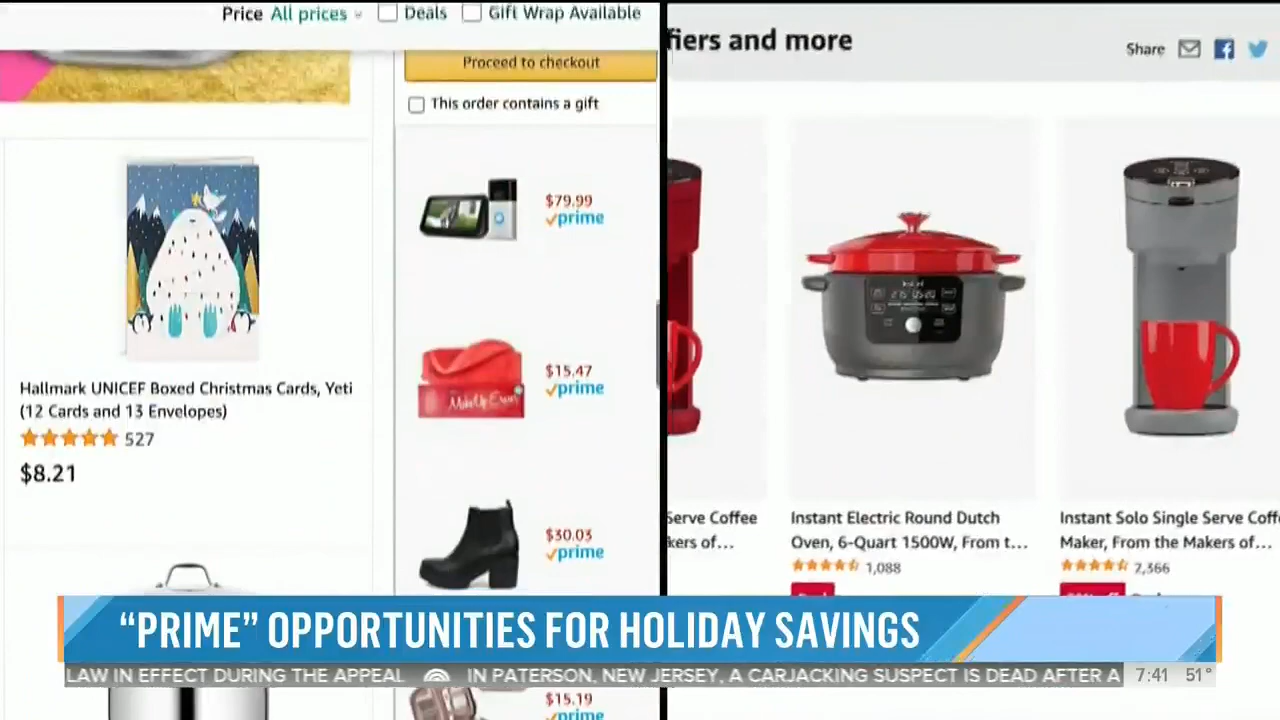 Price All prices Deals Gift Wrap Available
Proceed to checkout
This order contains a gift
$79.99
prime
$15.47
prime
MakeUp Eraser
$30.03
prime
Hallmark UNICEF Boxed Christmas Cards, Yeti
(12 Cards and 13 Envelopes)
527
$8.21
$15.19
prime
fiers and more
Share
Serve Coffee
kers of...
Instant Electric Round Dutch
Oven, 6-Quart 1500W, From t...
1,088
Instant Solo Single Serve Coff
Maker, From the Makers of...
7,366
“PRIME” OPPORTUNITIES FOR HOLIDAY SAVINGS
LAW IN EFFECT DURING THE APPEAL IN PATERSON, NEW JERSEY, A CARJACKING SUSPECT IS DEAD AFTER A
7:41 51°